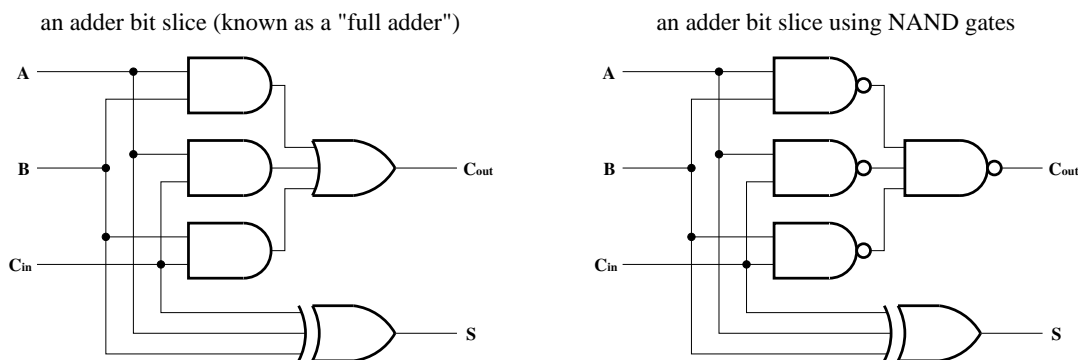 an adder bit slice (known as a "full adder")
A
B
Cin
Cout
S
an adder bit slice using NAND gates
A
B
Cin
Cout
S